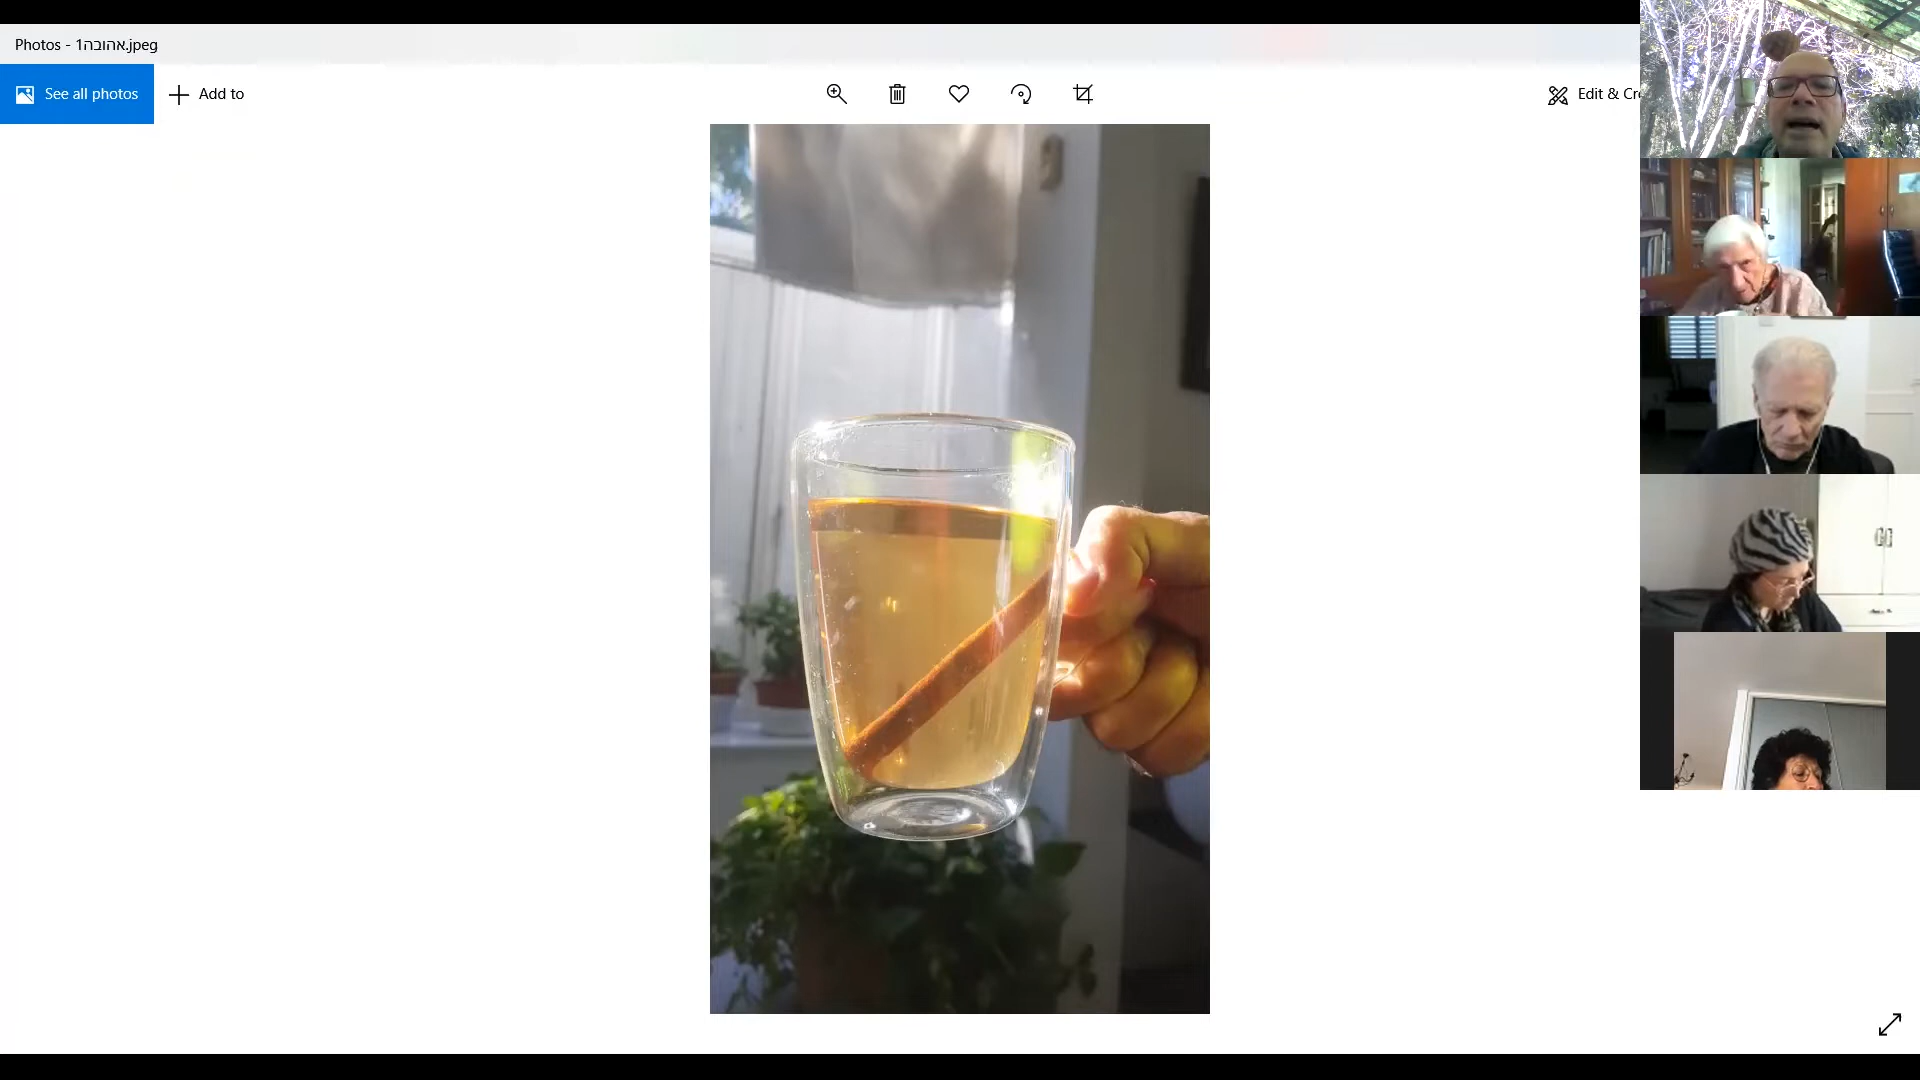 Photos - אהובה1.jpeg
See all photos
Add to
Edit & Cr